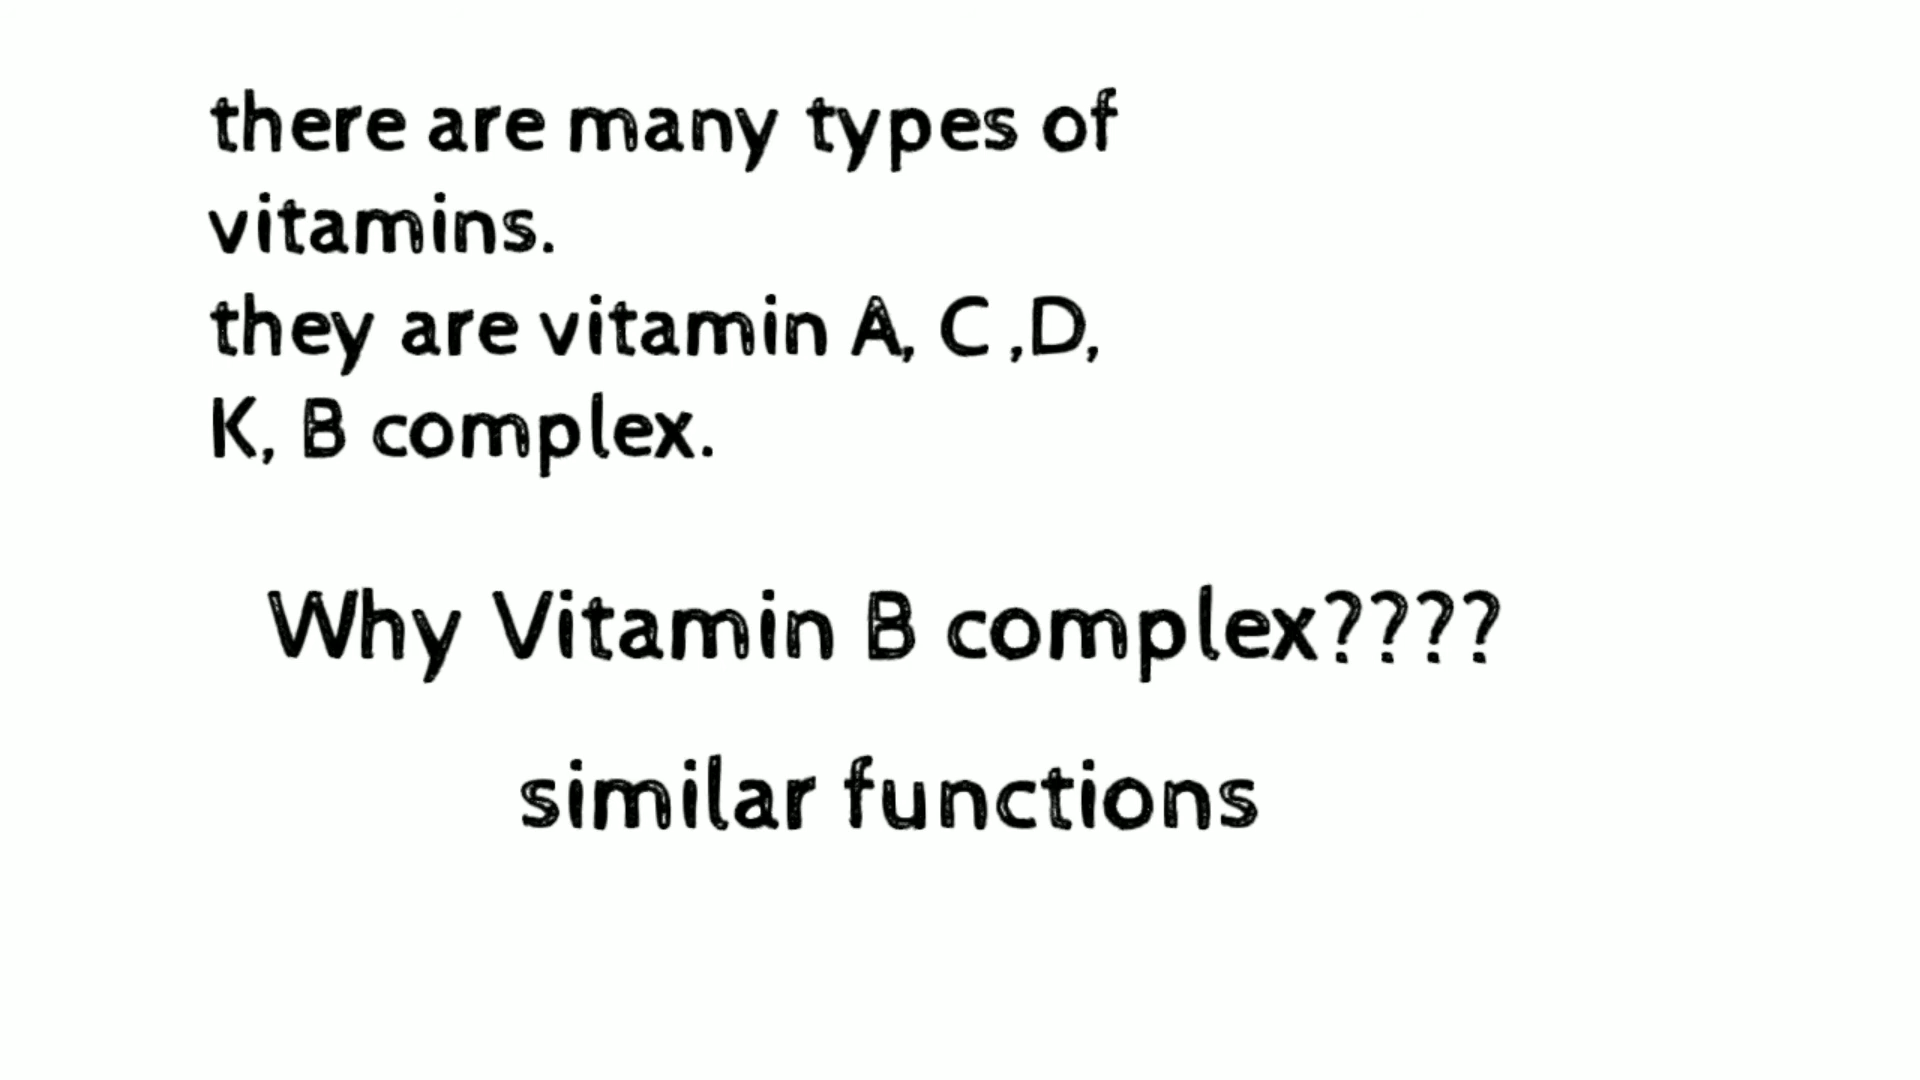 there are many types of
vitamins.
they are vitamin A, C ,D,
K, B complex.
Why Vitamin B complex????
similar functions